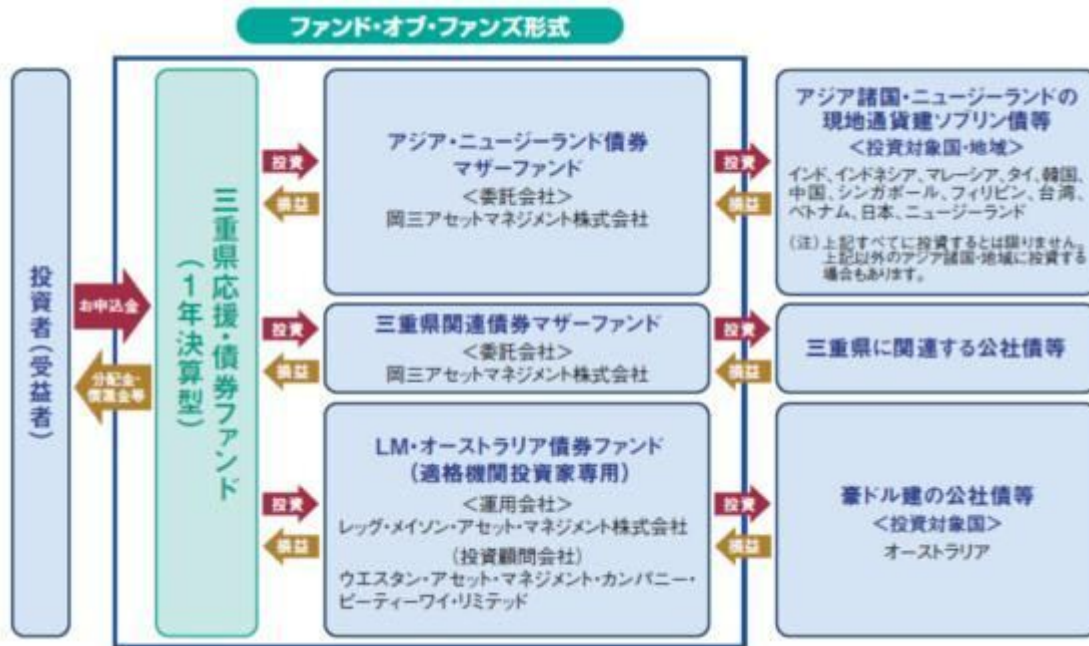 ファンド・オブ・ファンズ形式
投資者(受益者)
お申込金
分配金・
償還金等
三重県応援・債券ファンド
(1年決算型)
投資
損益
アジア・ニュージーランド債券
マザーファンド
<委託会社>
岡三アセットマネジメント株式会社
投資
損益
アジア諸国・ニュージーランドの
現地通貨建ソブリン債等
<投資対象国・地域>
インド、インドネシア、マレーシア、タイ、韓国、
中国、シンガポール、フィリピン、台湾、
ベトナム、日本、ニュージーランド
(注)上記すべてに投資するとは限りません。
上記以外のアジア諸国・地域に投資する
場合もあります。
投資
損益
三重県関連債券マザーファンド
<委託会社>
岡三アセットマネジメント株式会社
投資
損益
三重県に関連する公社債等
投資
損益
LM・オーストラリア債券ファンド
(適格機関投資家専用)
<運用会社>
レッグ・メイソン・アセット・マネジメント株式会社
(投資顧問会社)
ウエスタン・アセット・マネジメント・カンパニー・
ピーティーワイ・リミテッド
投資
損益
豪ドル建の公社債等
<投資対象国>
オーストラリア